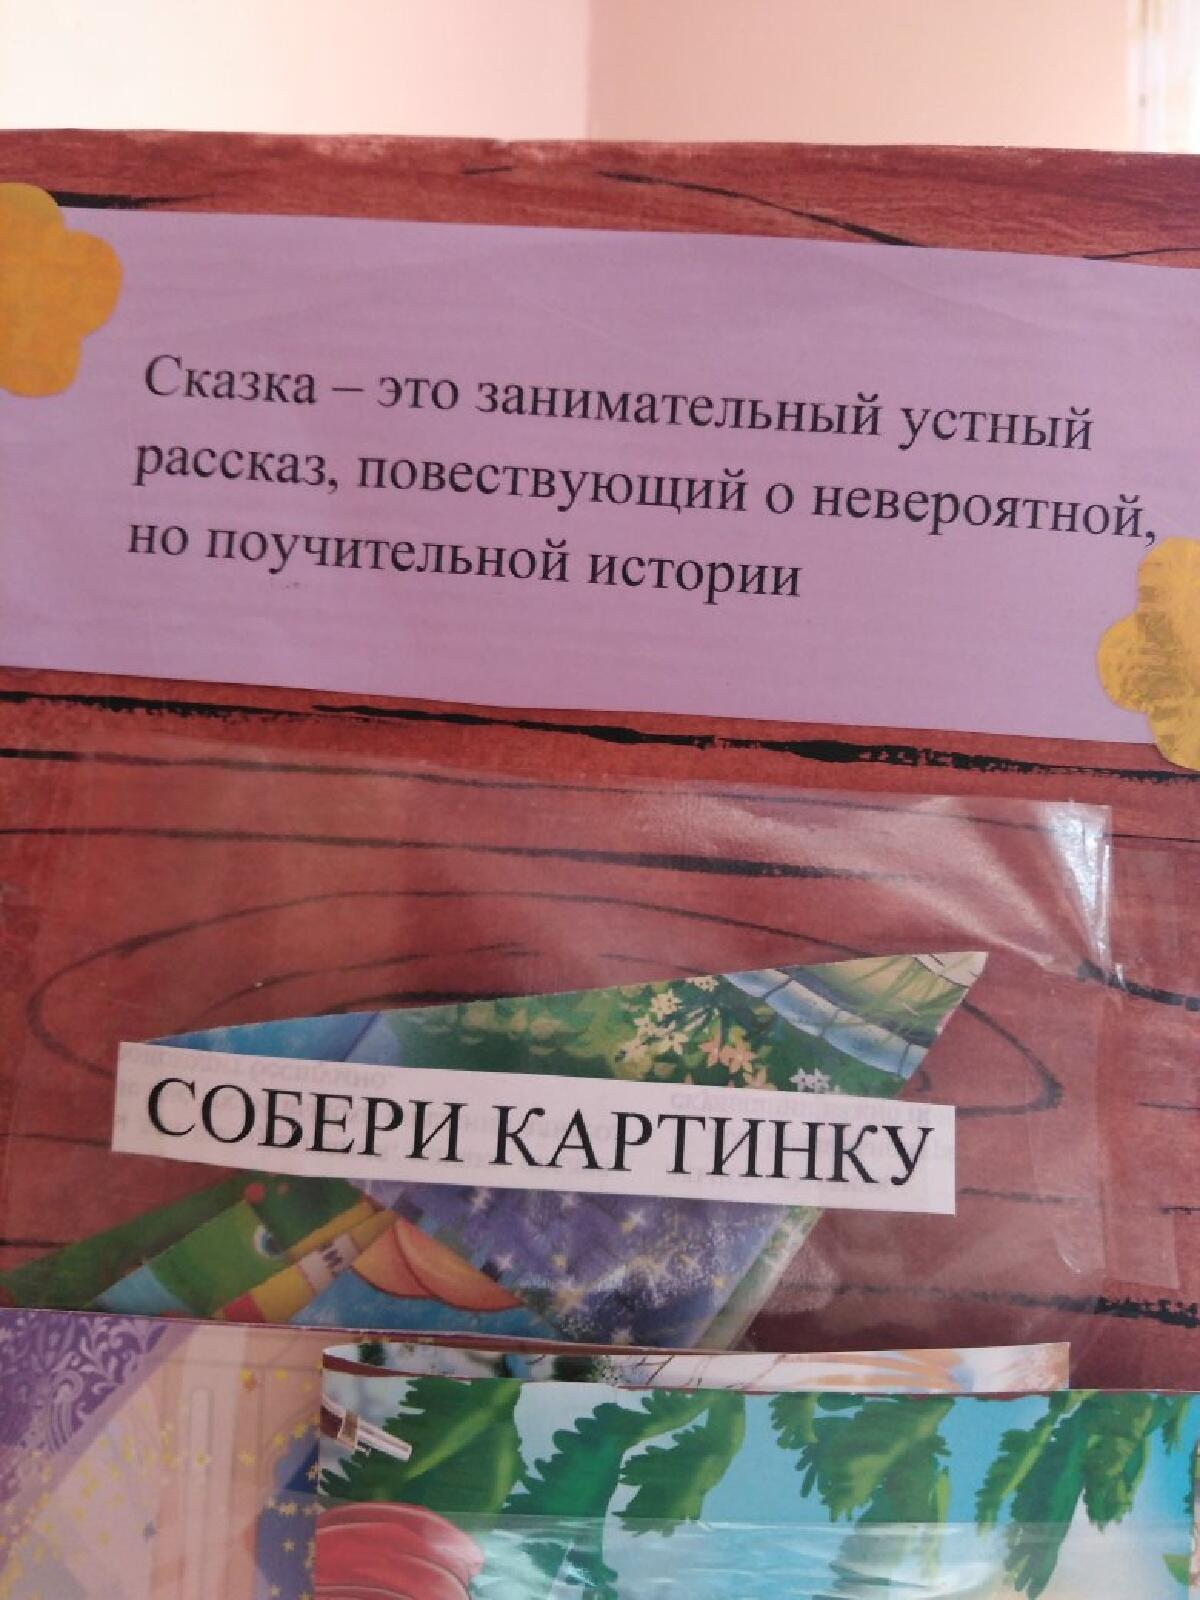 Сказка – это занимательный устный
рассказ, повествующий о невероятной,
но поучительной истории
СОБЕРИ КАРТИНКУ